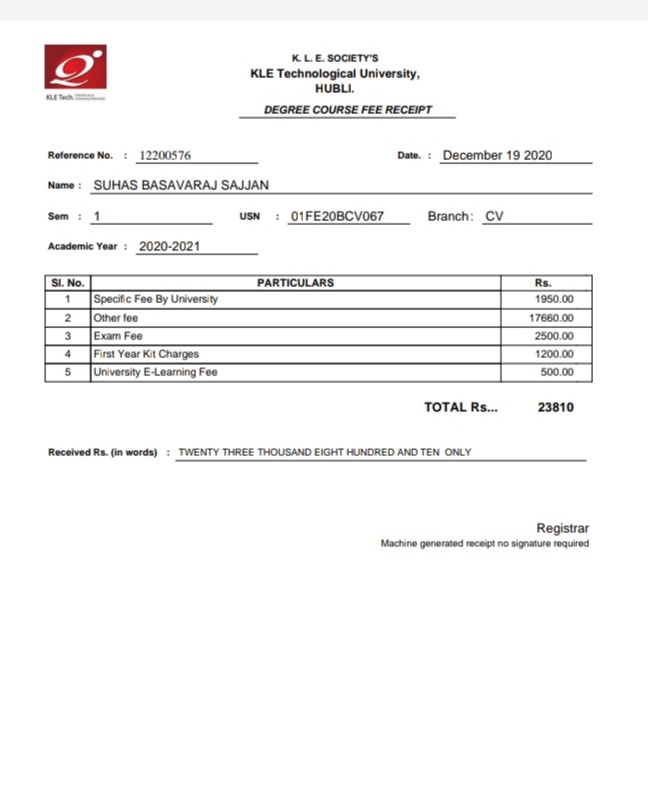 K. L. E. SOCIETY'S
KLE Technological University,
HUBLI.
KLE Tech
DEGREE COURSE FEE RECEIPT
Reference No. : 12200576 Date. : December 19 2020
Name : SUHAS BASAVARAJ SAJJAN
Sem : 1 USN : 01FE20BCV067 Branch: CV
Academic Year : 2020-2021
Sl. No. PARTICULARS Rs.
1 Specific Fee By University 1950.00
2 Other fee 17660.00
3 Exam Fee 2500.00
4 First Year Kit Charges 1200.00
5 University E-Learning Fee 500.00
TOTAL Rs... 23810
Received Rs. (in words) : TWENTY THREE THOUSAND EIGHT HUNDRED AND TEN ONLY
Registrar
Machine generated receipt no signature required